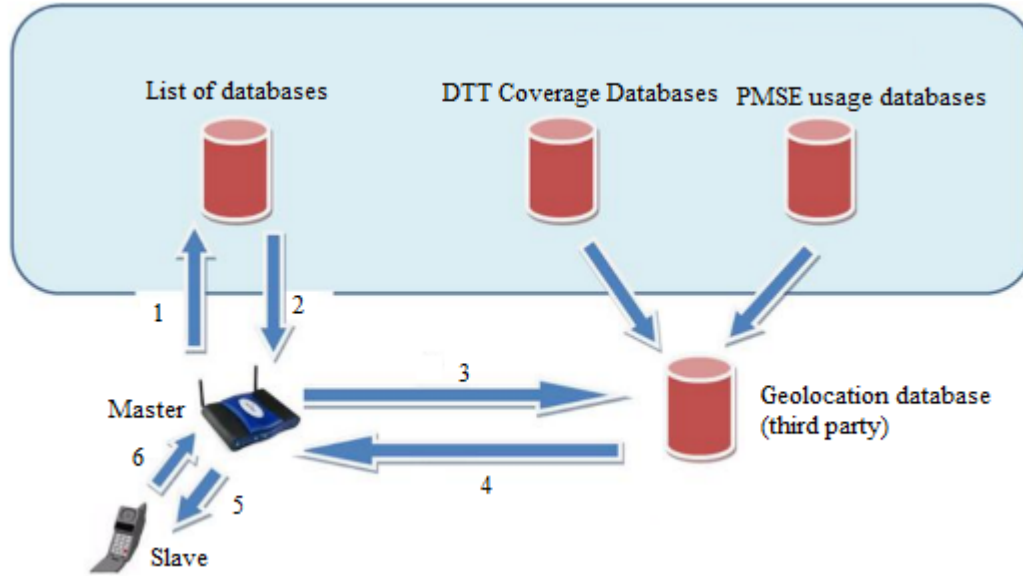 List of databases
DTT Coverage Databases
PMSE usage databases
1
2
3
Geolocation database
(third party)
Master
6
4
5
Slave